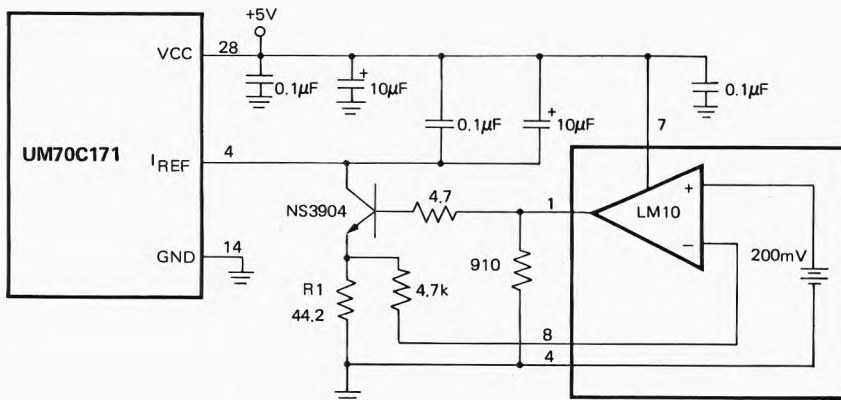 +5V
VCC 28
0.1µF
10µF
0.1µF
10µF
0.1µF
7
UM70C171
I REF 4
NS3904
4.7
1
LM10
+
−
200mV
GND 14
R1
44.2
4.7k
910
8
4